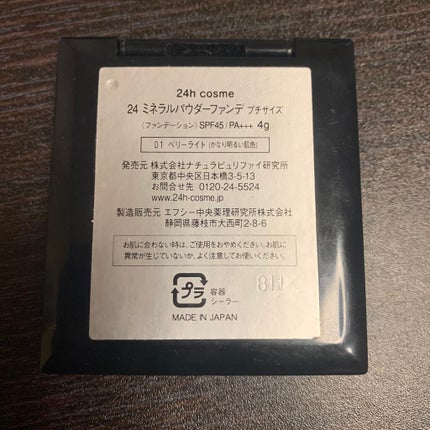 24h cosme
24 ミネラルパウダーファンデ プチサイズ
(ファンデーション) SPF45/PA+++ 4g
01 ベリーライト (かなり明るい肌色)
発売元 株式会社ナチュラピュリファイ研究所
東京都中央区日本橋3-5-13
お問合せ先 0120-24-5524
www.24h-cosme.jp
製造販売元 エフシー中央薬理研究所株式会社
静岡県藤枝市大西町2-8-6
お肌に合わない時は、ご使用をおやめください。お肌に
異常が生じていないか、よく注意してお使いください。
プラ
容器
シーラー
MADE IN JAPAN